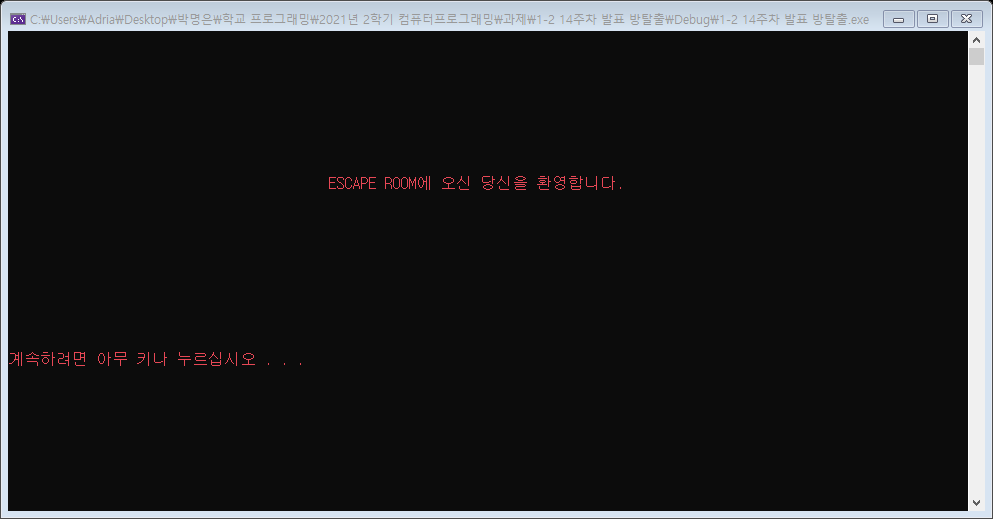 C:\Users\Adria\Desktop\박명은\학교 프로그래밍\2021년 2학기 컴퓨터프로그래밍\과제\1-2 14주차 발표 방탈출\Debug\1-2 14주차 발표 방탈출.exe
ESCAPE ROOM에 오신 당신을 환영합니다.
계속하려면 아무 키나 누르십시오 . . .